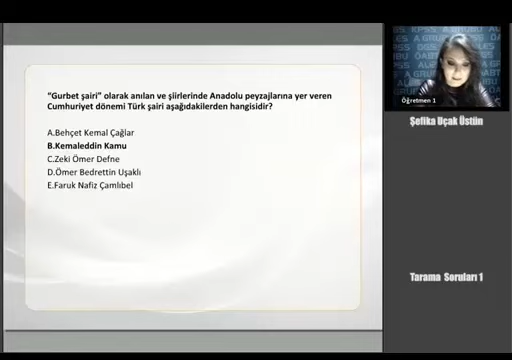 "Gurbet şairi" olarak anılan ve şiirlerinde Anadolu peyzajlarına yer veren
Cumhuriyet dönemi Türk şairi aşağıdakilerden hangisidir?
A.Behçet Kemal Çağlar
B.Kemaleddin Kamu
C.Zeki Ömer Defne
D.Ömer Bedrettin Uşaklı
E.Faruk Nafiz Çamlıbel
Öğretmen 1
Şefika Uçak Üstün
Tarama Soruları 1